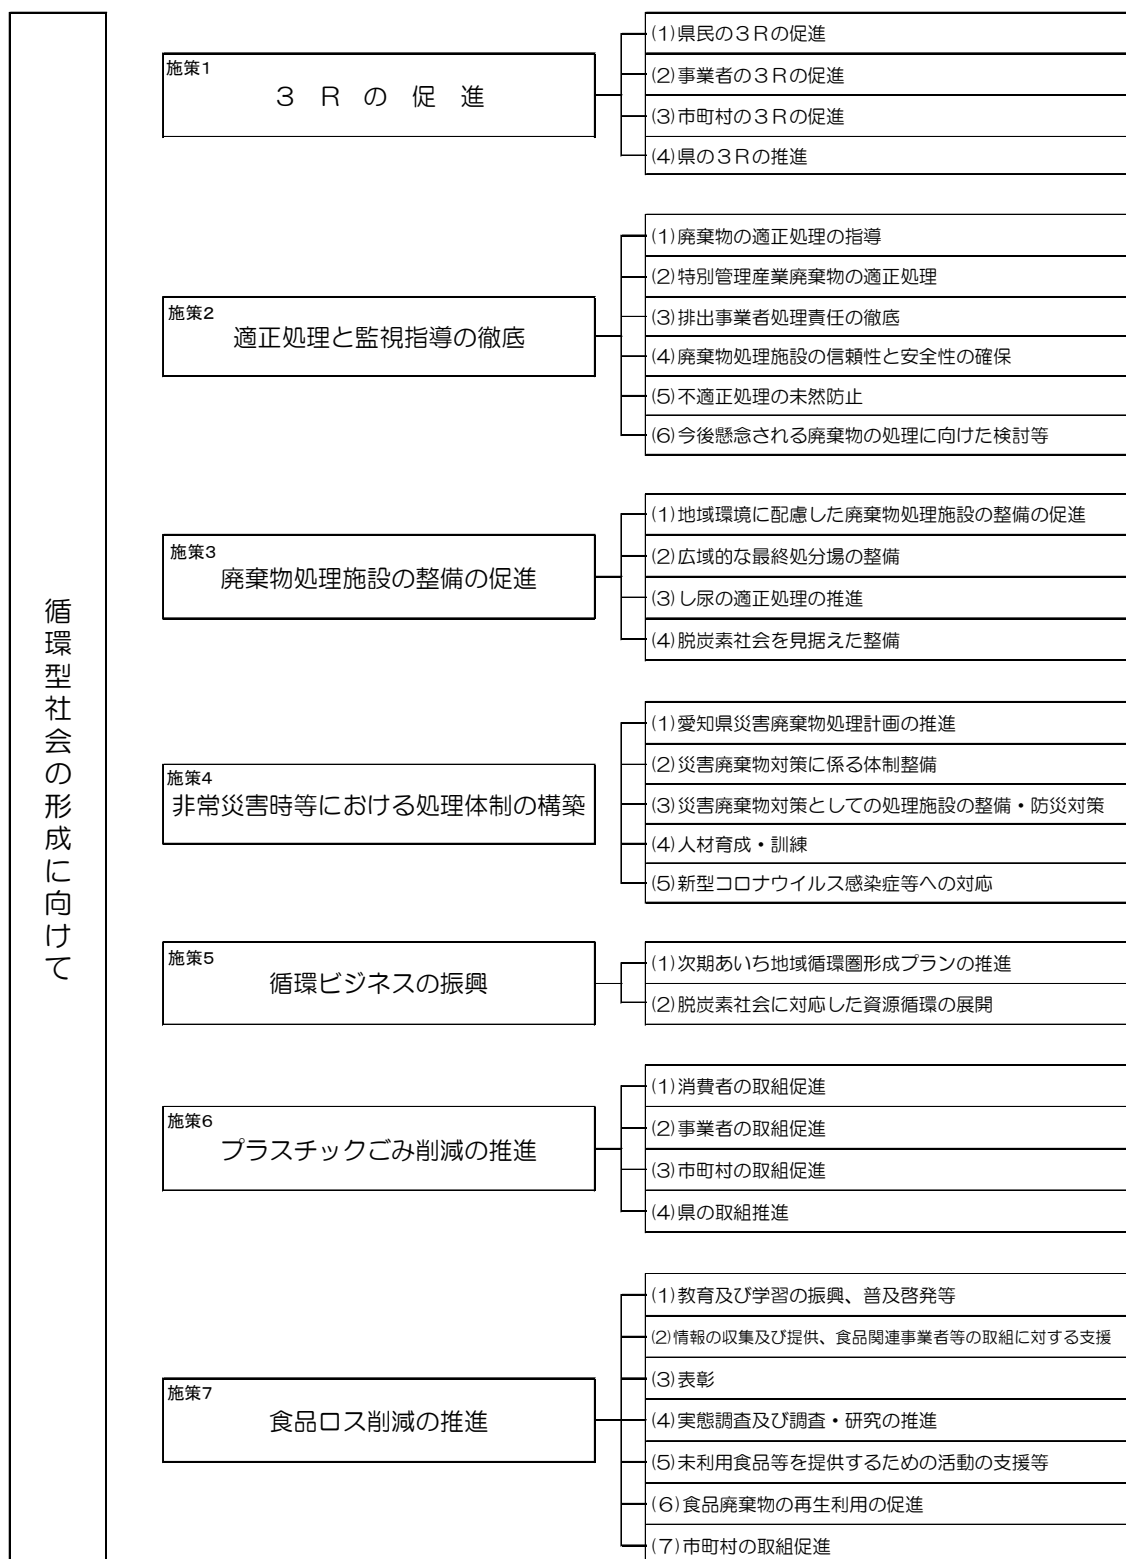 循環型社会の形成に向けて
施策1
３Ｒの促進
(1)県民の３Ｒの促進
(2)事業者の３Ｒの促進
(3)市町村の３Ｒの促進
(4)県の３Ｒの推進
施策2
適正処理と監視指導の徹底
(1)廃棄物の適正処理の指導
(2)特別管理産業廃棄物の適正処理
(3)排出事業者処理責任の徹底
(4)廃棄物処理施設の信頼性と安全性の確保
(5)不適正処理の未然防止
(6)今後懸念される廃棄物の処理に向けた検討等
施策3
廃棄物処理施設の整備の促進
(1)地域環境に配慮した廃棄物処理施設の整備の促進
(2)広域的な最終処分場の整備
(3)し尿の適正処理の推進
(4)脱炭素社会を見据えた整備
施策4
非常災害時等における処理体制の構築
(1)愛知県災害廃棄物処理計画の推進
(2)災害廃棄物対策に係る体制整備
(3)災害廃棄物対策としての処理施設の整備・防災対策
(4)人材育成・訓練
(5)新型コロナウイルス感染症等への対応
施策5
循環ビジネスの振興
(1)次期あいち地域循環圏形成プランの推進
(2)脱炭素社会に対応した資源循環の展開
施策6
プラスチックごみ削減の推進
(1)消費者の取組促進
(2)事業者の取組促進
(3)市町村の取組促進
(4)県の取組推進
施策7
食品ロス削減の推進
(1)教育及び学習の振興、普及啓発等
(2)情報の収集及び提供、食品関連事業者等の取組に対する支援
(3)表彰
(4)実態調査及び調査・研究の推進
(5)未利用食品等を提供するための活動の支援等
(6)食品廃棄物の再生利用の促進
(7)市町村の取組促進